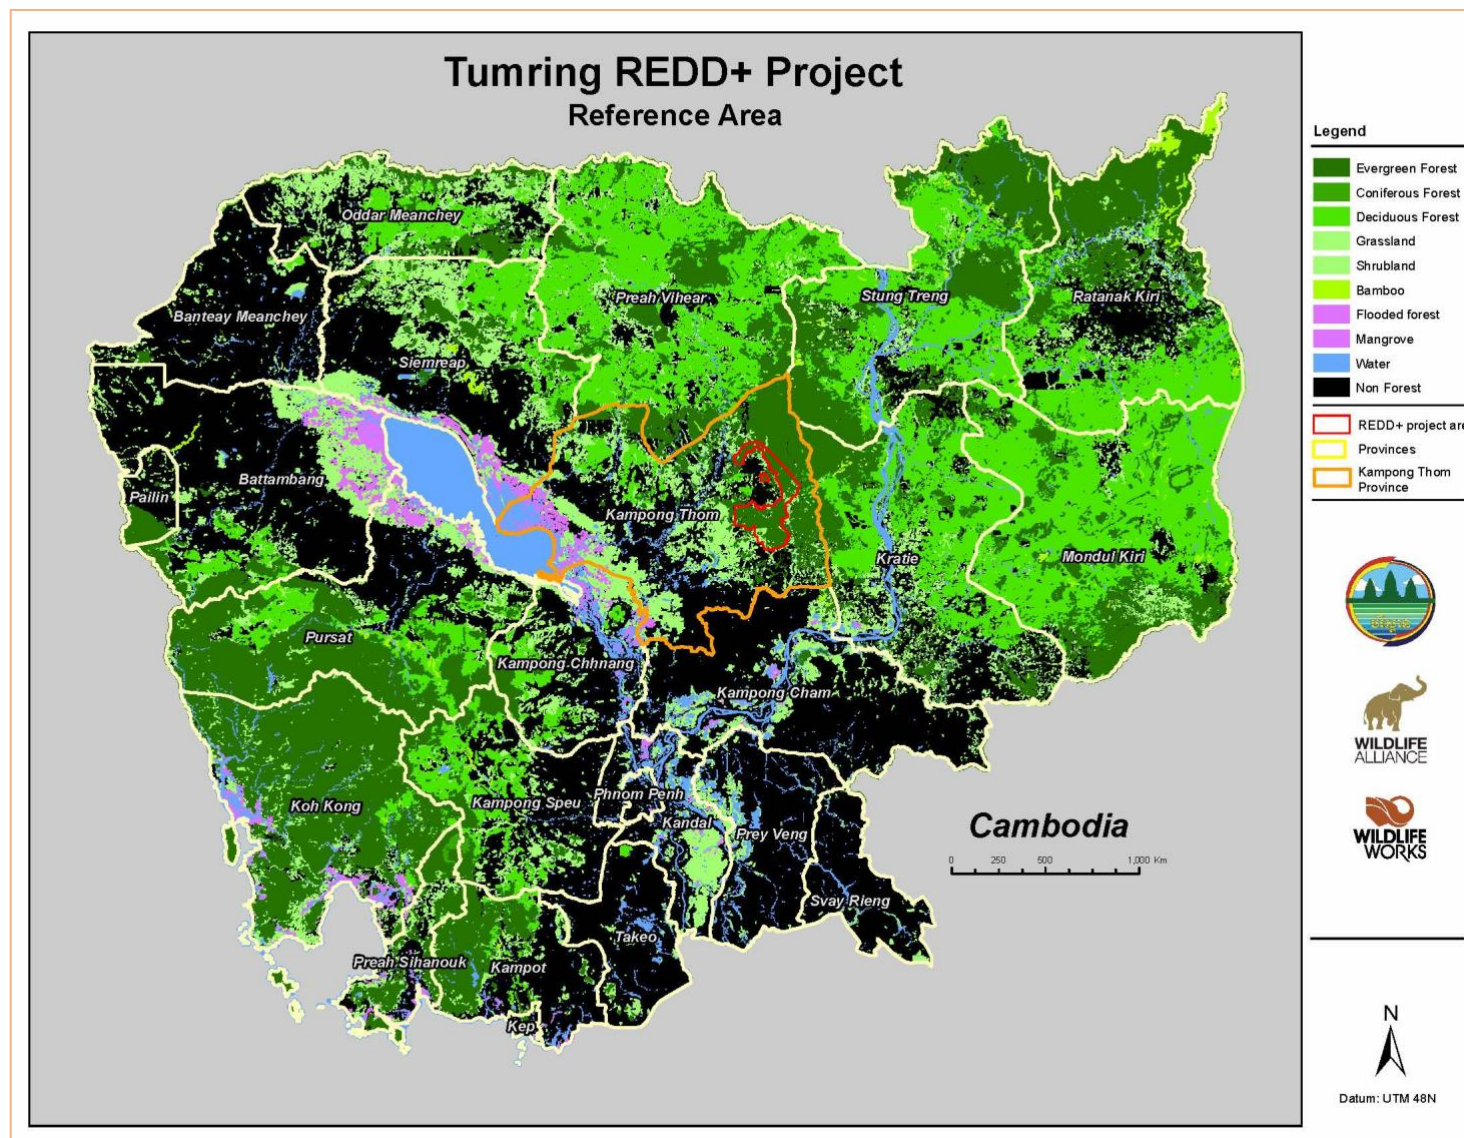 Tumring REDD+ Project
Reference Area
Oddar Meanchey
Banteay Meanchey
Siemreap
Preah Vihear
Stung Treng
Ratanak Kiri
Pailin
Battambang
Kampong Thom
Kratie
Mondul Kiri
Pursat
Kampong Chhnang
Kampong Cham
Koh Kong
Kampong Speu
Phnom Penh
Kandal
Prey Veng
Svay Rieng
Takeo
Preah Sihanouk
Kampot
Kep
Cambodia
0 250 500 1,000 Km
Legend
Evergreen Forest
Coniferous Forest
Deciduous Forest
Grassland
Shrubland
Bamboo
Flooded forest
Mangrove
Water
Non Forest
REDD+ project are
Provinces
Kampong Thom
Province
WILDLIFE
ALLIANCE
WILDLIFE
WORKS
N
Datum: UTM 48N